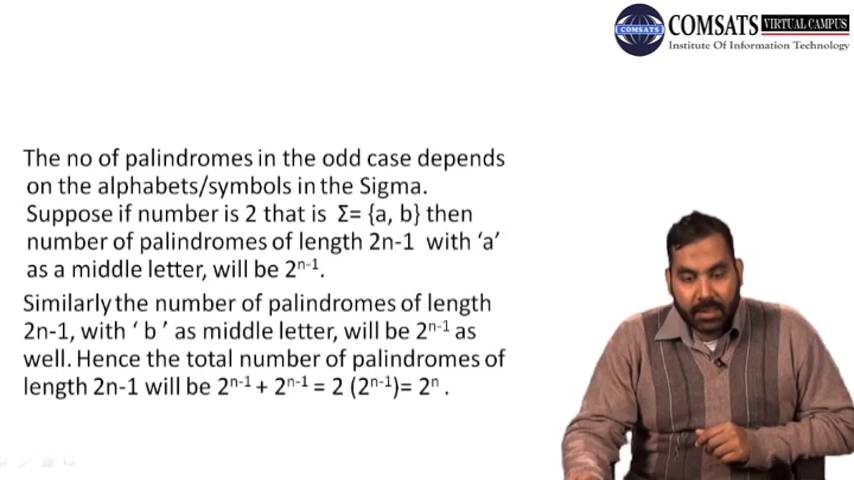 COMSATS
COMSATS VIRTUAL CAMPUS
Institute Of Information Technology
The no of palindromes in the odd case depends
on the alphabets/symbols in the Sigma.
Suppose if number is 2 that is Σ= {a, b} then
number of palindromes of length 2n-1 with ‘a’
as a middle letter, will be 2ⁿ⁻¹.
Similarly the number of palindromes of length
2n-1, with ‘ b ’ as middle letter, will be 2ⁿ⁻¹ as
well. Hence the total number of palindromes of
length 2n-1 will be 2ⁿ⁻¹ + 2ⁿ⁻¹ = 2 (2ⁿ⁻¹)= 2ⁿ .